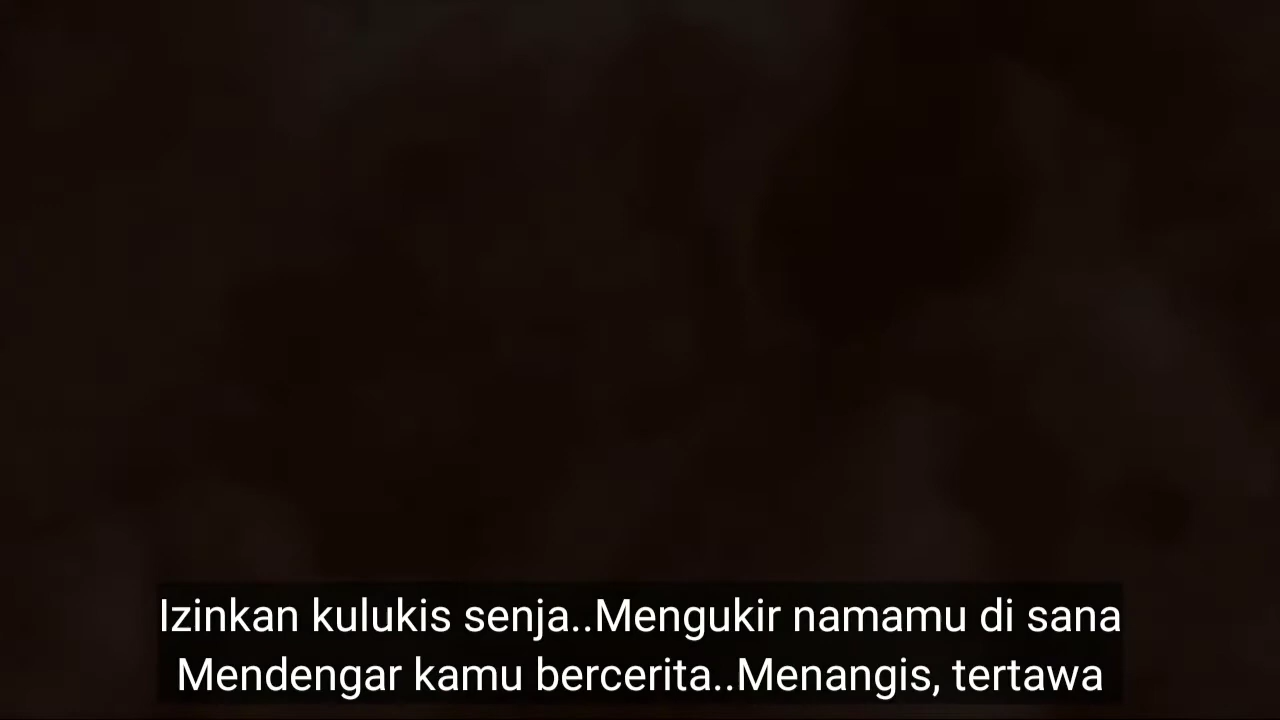 Izinkan kulukis senja..Mengukir namamu di sana
Mendengar kamu bercerita..Menangis, tertawa